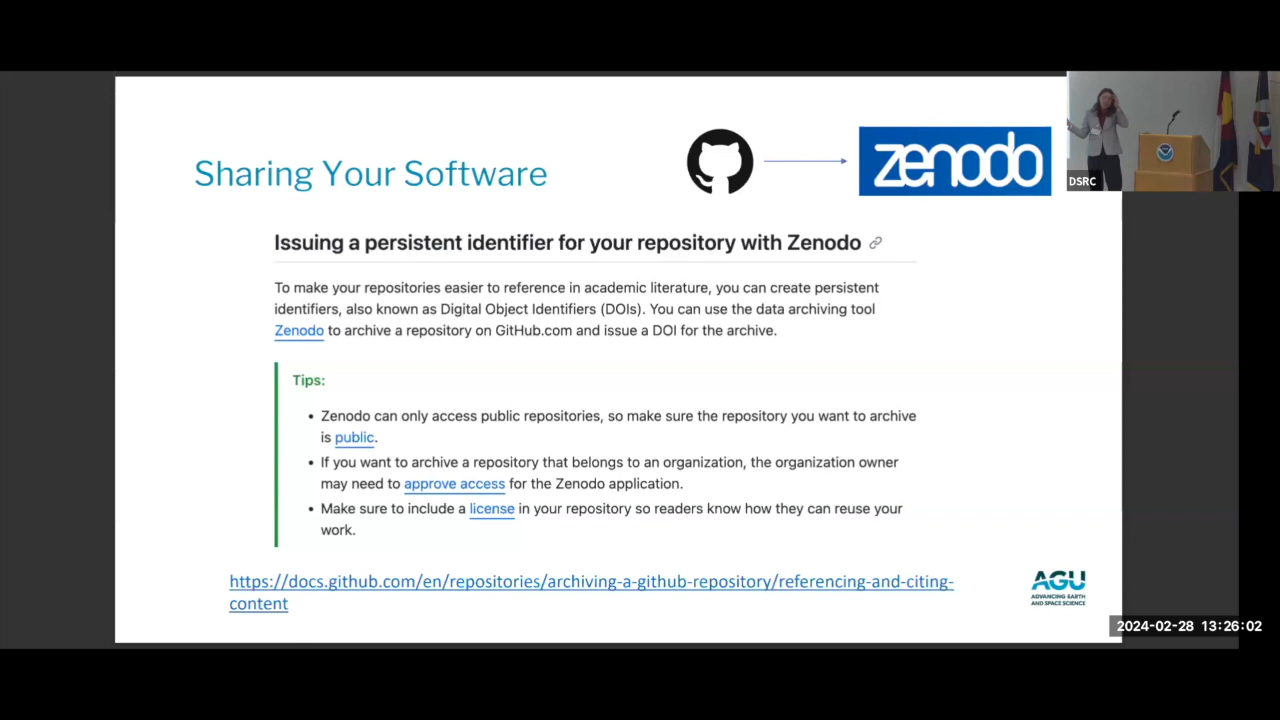 Sharing Your Software
zenodo
DSRC
Issuing a persistent identifier for your repository with Zenodo
To make your repositories easier to reference in academic literature, you can create persistent
identifiers, also known as Digital Object Identifiers (DOIs). You can use the data archiving tool
Zenodo to archive a repository on GitHub.com and issue a DOI for the archive.
Tips:
• Zenodo can only access public repositories, so make sure the repository you want to archive
is public.
• If you want to archive a repository that belongs to an organization, the organization owner
may need to approve access for the Zenodo application.
• Make sure to include a license in your repository so readers know how they can reuse your
work.
https://docs.github.com/en/repositories/archiving-a-github-repository/referencing-and-citing-
content
AGU
ADVANCING EARTH
AND SPACE SCIENCE
2024-02-28 13:26:02